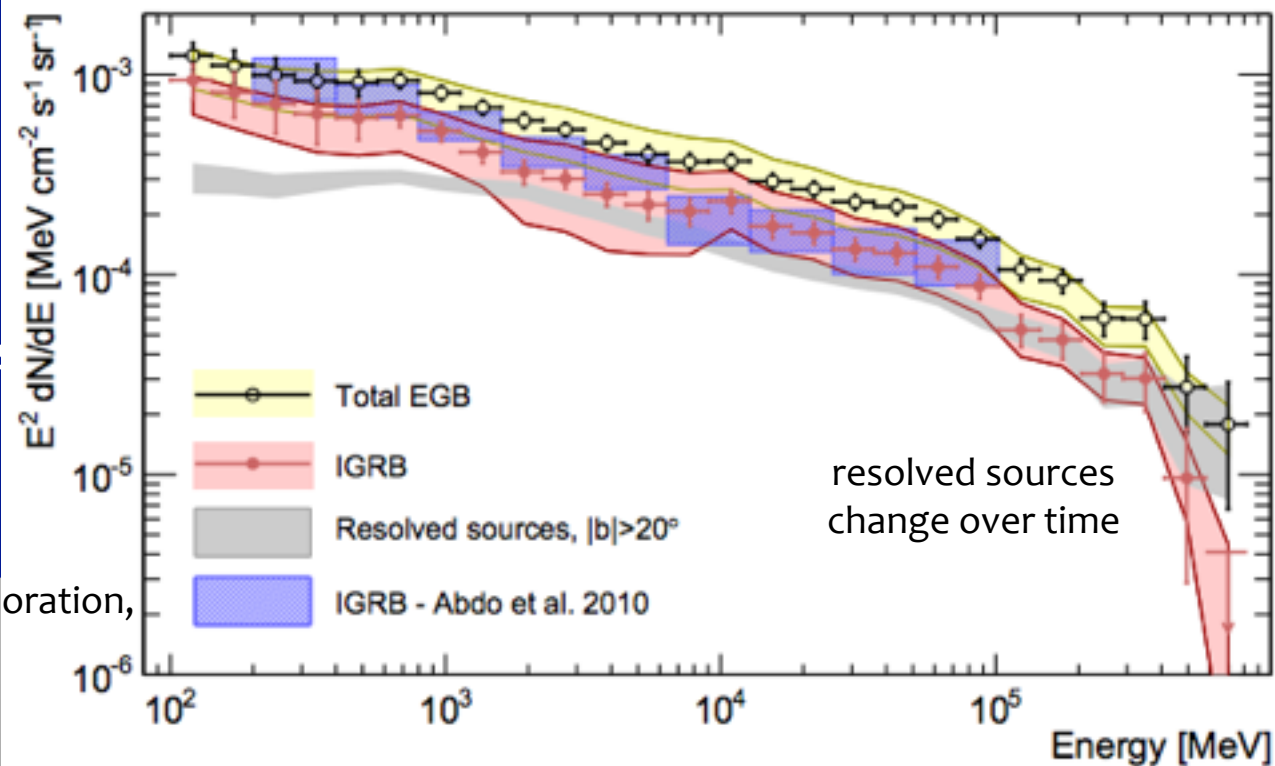 E² dN/dE [MeV cm⁻² s⁻¹ sr⁻¹]
10⁻³
10⁻⁴
10⁻⁵
10⁻⁶
Total EGB
IGRB
Resolved sources, |b|>20°
IGRB - Abdo et al. 2010
resolved sources
change over time
oration,
10²
10³
10⁴
10⁵
Energy [MeV]